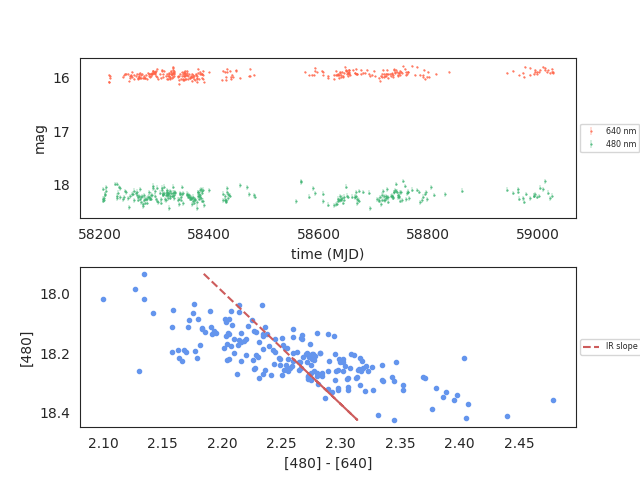 16
17
18
mag
58200 58400 58600 58800 59000
time (MJD)
640 nm
480 nm
18.0
18.2
18.4
[480]
2.10 2.15 2.20 2.25 2.30 2.35 2.40 2.45
[480] - [640]
IR slope